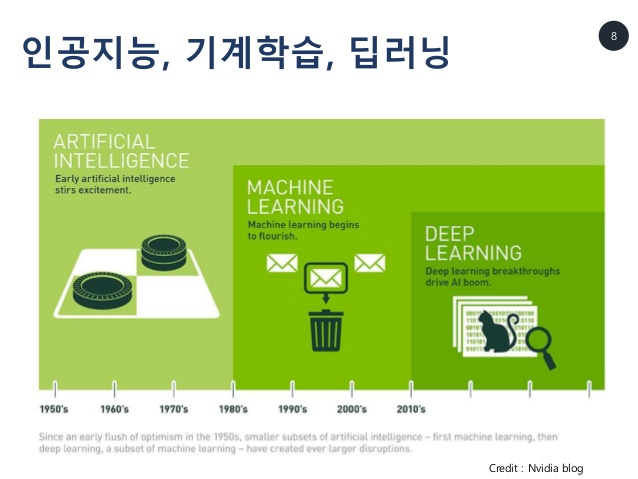 인공지능, 기계학습, 딥러닝
8
ARTIFICIAL
INTELLIGENCE
Early artificial intelligence
stirs excitement.
MACHINE
LEARNING
Machine learning begins
to flourish.
DEEP
LEARNING
Deep learning breakthroughs
drive AI boom.
1950's 1960's 1970's 1980's 1990's 2000's 2010's
Since an early flush of optimism in the 1950s, smaller subsets of artificial intelligence – first machine learning, then
deep learning, a subset of machine learning – have created ever larger disruptions.
Credit : Nvidia blog